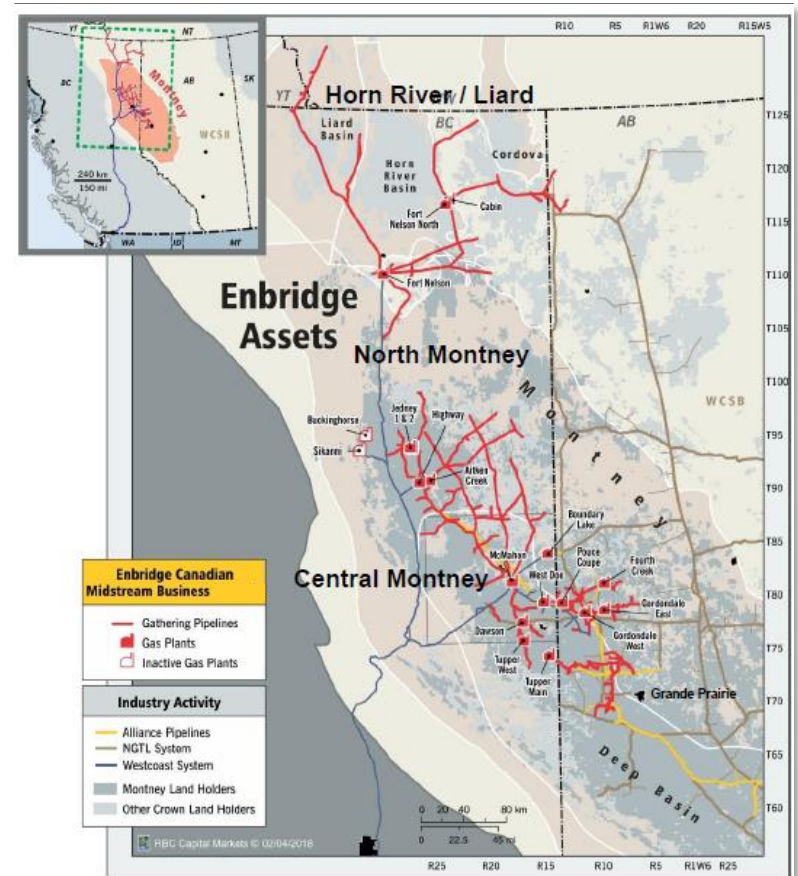 R10 R5 R1W6 R20 R15W5
YT
NT
BC
AB
SK
Montney
WCSB
240 km
150 mi
WA
ID
MT
YT
Horn River / Liard
BC
AB
Liard
Basin
Horn
River
Basin
Cordova
Fort
Nelson North
Cabin
Fort Nelson
Enbridge
Assets
North Montney
Montney
WCSB
Buckinghorse
Sikanni
Jedney
1 & 2
Highway
Aitken
Creek
Boundary
Lake
McMahon
West Doe
Pouce
Coupe
Fourth
Creek
Central Montney
Gordondale
East
Gordondale
West
Dawson
Tupper
West
Tupper
Main
Grande Prairie
Deep Basin
T125
T120
T115
T110
T105
T100
T95
T90
T85
T80
T75
T70
T65
T60
Enbridge Canadian
Midstream Business
Gathering Pipelines
Gas Plants
Inactive Gas Plants
Industry Activity
Alliance Pipelines
NGTL System
Westcoast System
Montney Land Holders
Other Crown Land Holders
0 20 40 80 km
0 22.5 45 mi
RBC Capital Markets © 02/04/2018
R25 R20 R15 R10 R5 R1W6 R25